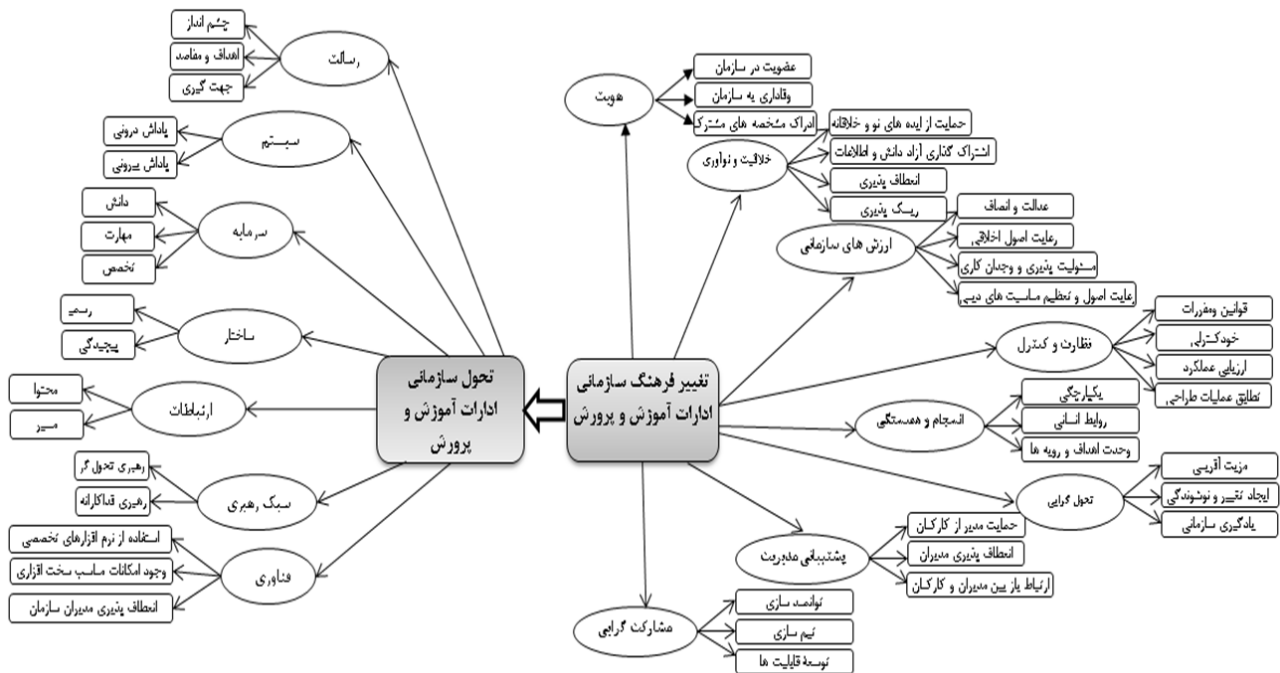 هویت
عضویت در سازمان
وفاداری به سازمان
ادراک مشخصه های مشترک
خلاقیت و نوآوری
حمایت از ایده های نو و خلاقانه
اشتراک گذاری آزاد دانش و اطلاعات
انعطاف پذیری
ریسک پذیری
ارزش های سازمانی
عدالت و انصاف
رعایت اصول اخلاقی
مسئولیت پذیری و وجدان کاری
رعایت اصول و تعظیم مناسبت های دینی
نظارت و کنترل
قوانین ومقررات
خودکنترلی
ارزیابی عملکرد
تطابق عملیات طراحی
انسجام و همبستگی
یکپارچگی
روابط انسانی
وحدت اهداف و رویه ها
تحول گرایی
مزیت آفرینی
ایجاد تغییر و نوشوندگی
یادگیری سازمانی
پشتیبانی مدیریت
حمایت مدیر از کارکنان
انعطاف پذیری مدیران
ارتباط باز بین مدیران و کارکنان
مشارکت گرایی
توانمند سازی
تیم سازی
توسعۀ قابلیت ها
تغییر فرهنگ سازمانی
ادارات آموزش و پرورش
تحول سازمانی
ادارات آموزش و
پرورش
رسالت
چشم انداز
اهداف و مقاصد
جهت گیری
سیستم
پاداش درونی
پاداش بیرونی
سرمایه
دانش
مهارت
تخصص
ساختار
رسمی
پیچیدگی
ارتباطات
محتوا
مسیر
سبک رهبری
رهبری تحول گر
رهبری فداکارانه
فناوری
استفاده از نرم افزارهای تخصصی
وجود امکانات مناسب سخت افزاری
انعطاف پذیری مدیران سازمان